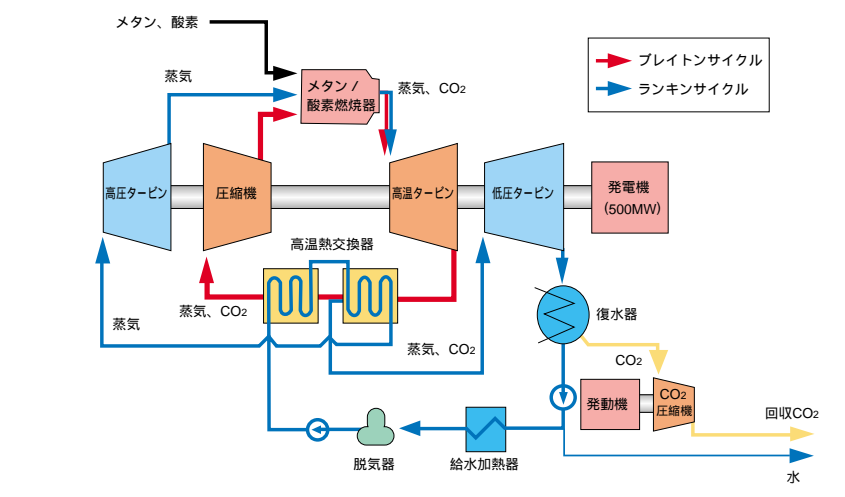 メタン、酸素
ブレイトンサイクル
ランキンサイクル
蒸気
メタン /
酸素燃焼器
蒸気、CO2
高圧タービン
圧縮機
高温タービン
低圧タービン
発電機
(500MW)
高温熱交換器
蒸気、CO2
蒸気
蒸気、CO2
復水器
CO2
発動機
CO2
圧縮機
回収CO2
脱気器
給水加熱器
水